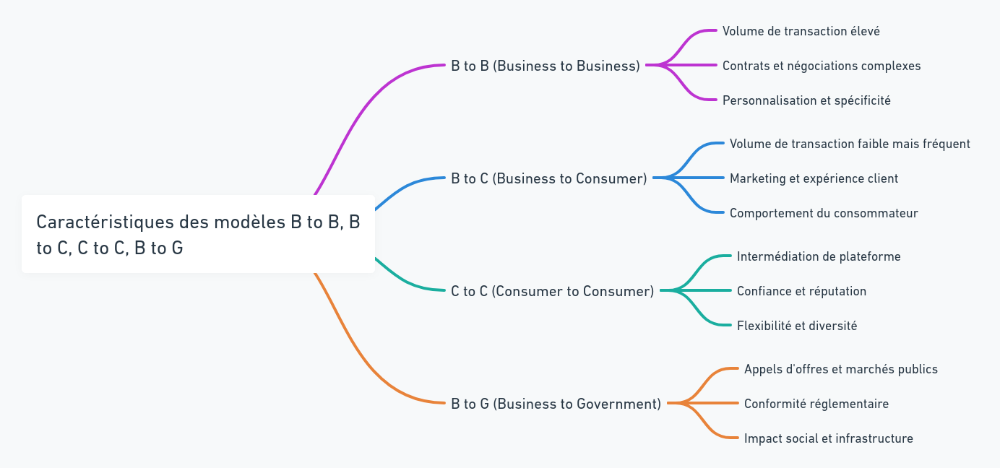 Caractéristiques des modèles B to B, B
to C, C to C, B to G
B to B (Business to Business)
Volume de transaction élevé
Contrats et négociations complexes
Personnalisation et spécificité
B to C (Business to Consumer)
Volume de transaction faible mais fréquent
Marketing et expérience client
Comportement du consommateur
C to C (Consumer to Consumer)
Intermédiation de plateforme
Confiance et réputation
Flexibilité et diversité
B to G (Business to Government)
Appels d'offres et marchés publics
Conformité réglementaire
Impact social et infrastructure